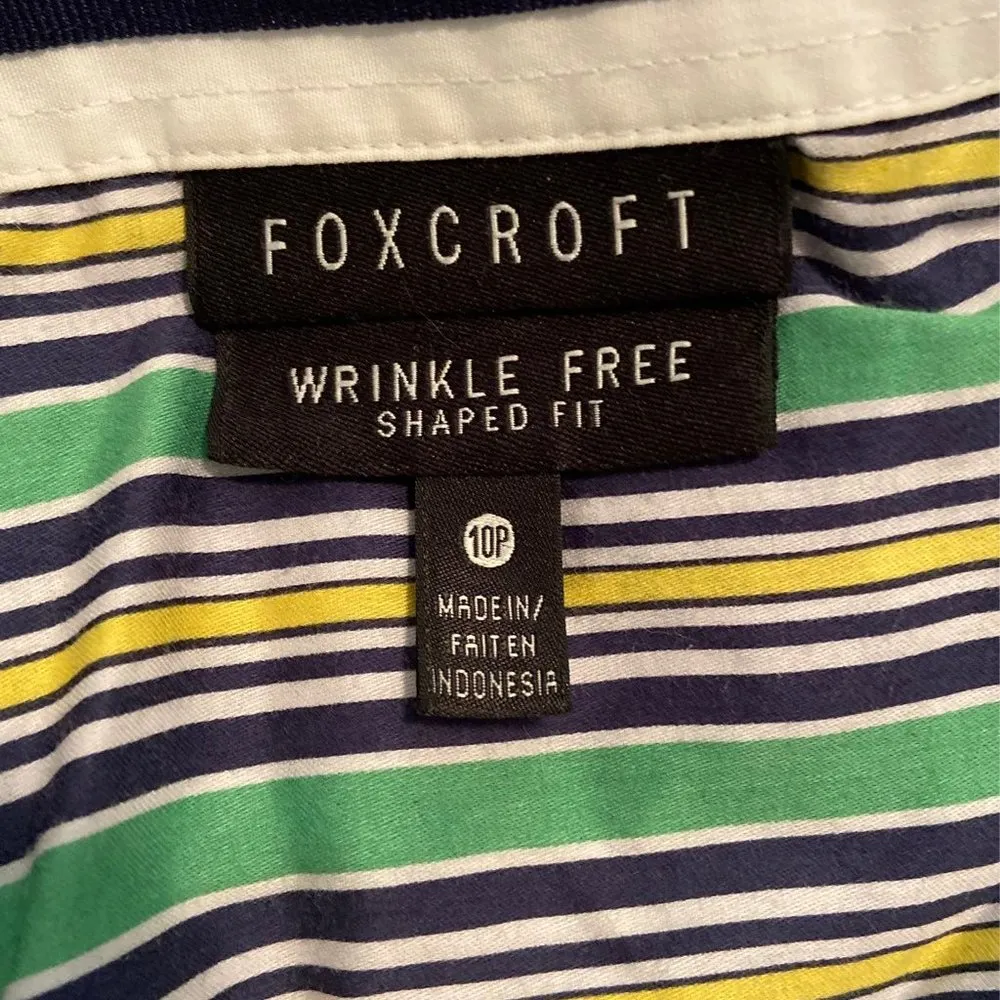 FOXCROFT
WRINKLE FREE
SHAPED FIT
10P
MADE IN/
FAIT EN
INDONESIA